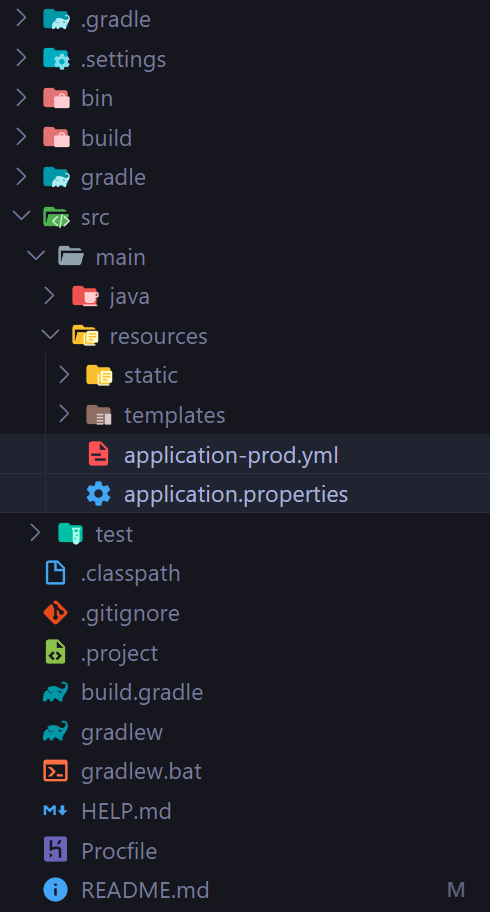 .gradle
.settings
bin
build
gradle
src
main
java
resources
static
templates
application-prod.yml
application.properties
test
.classpath
.gitignore
.project
build.gradle
gradlew
gradlew.bat
HELP.md
Procfile
README.md M